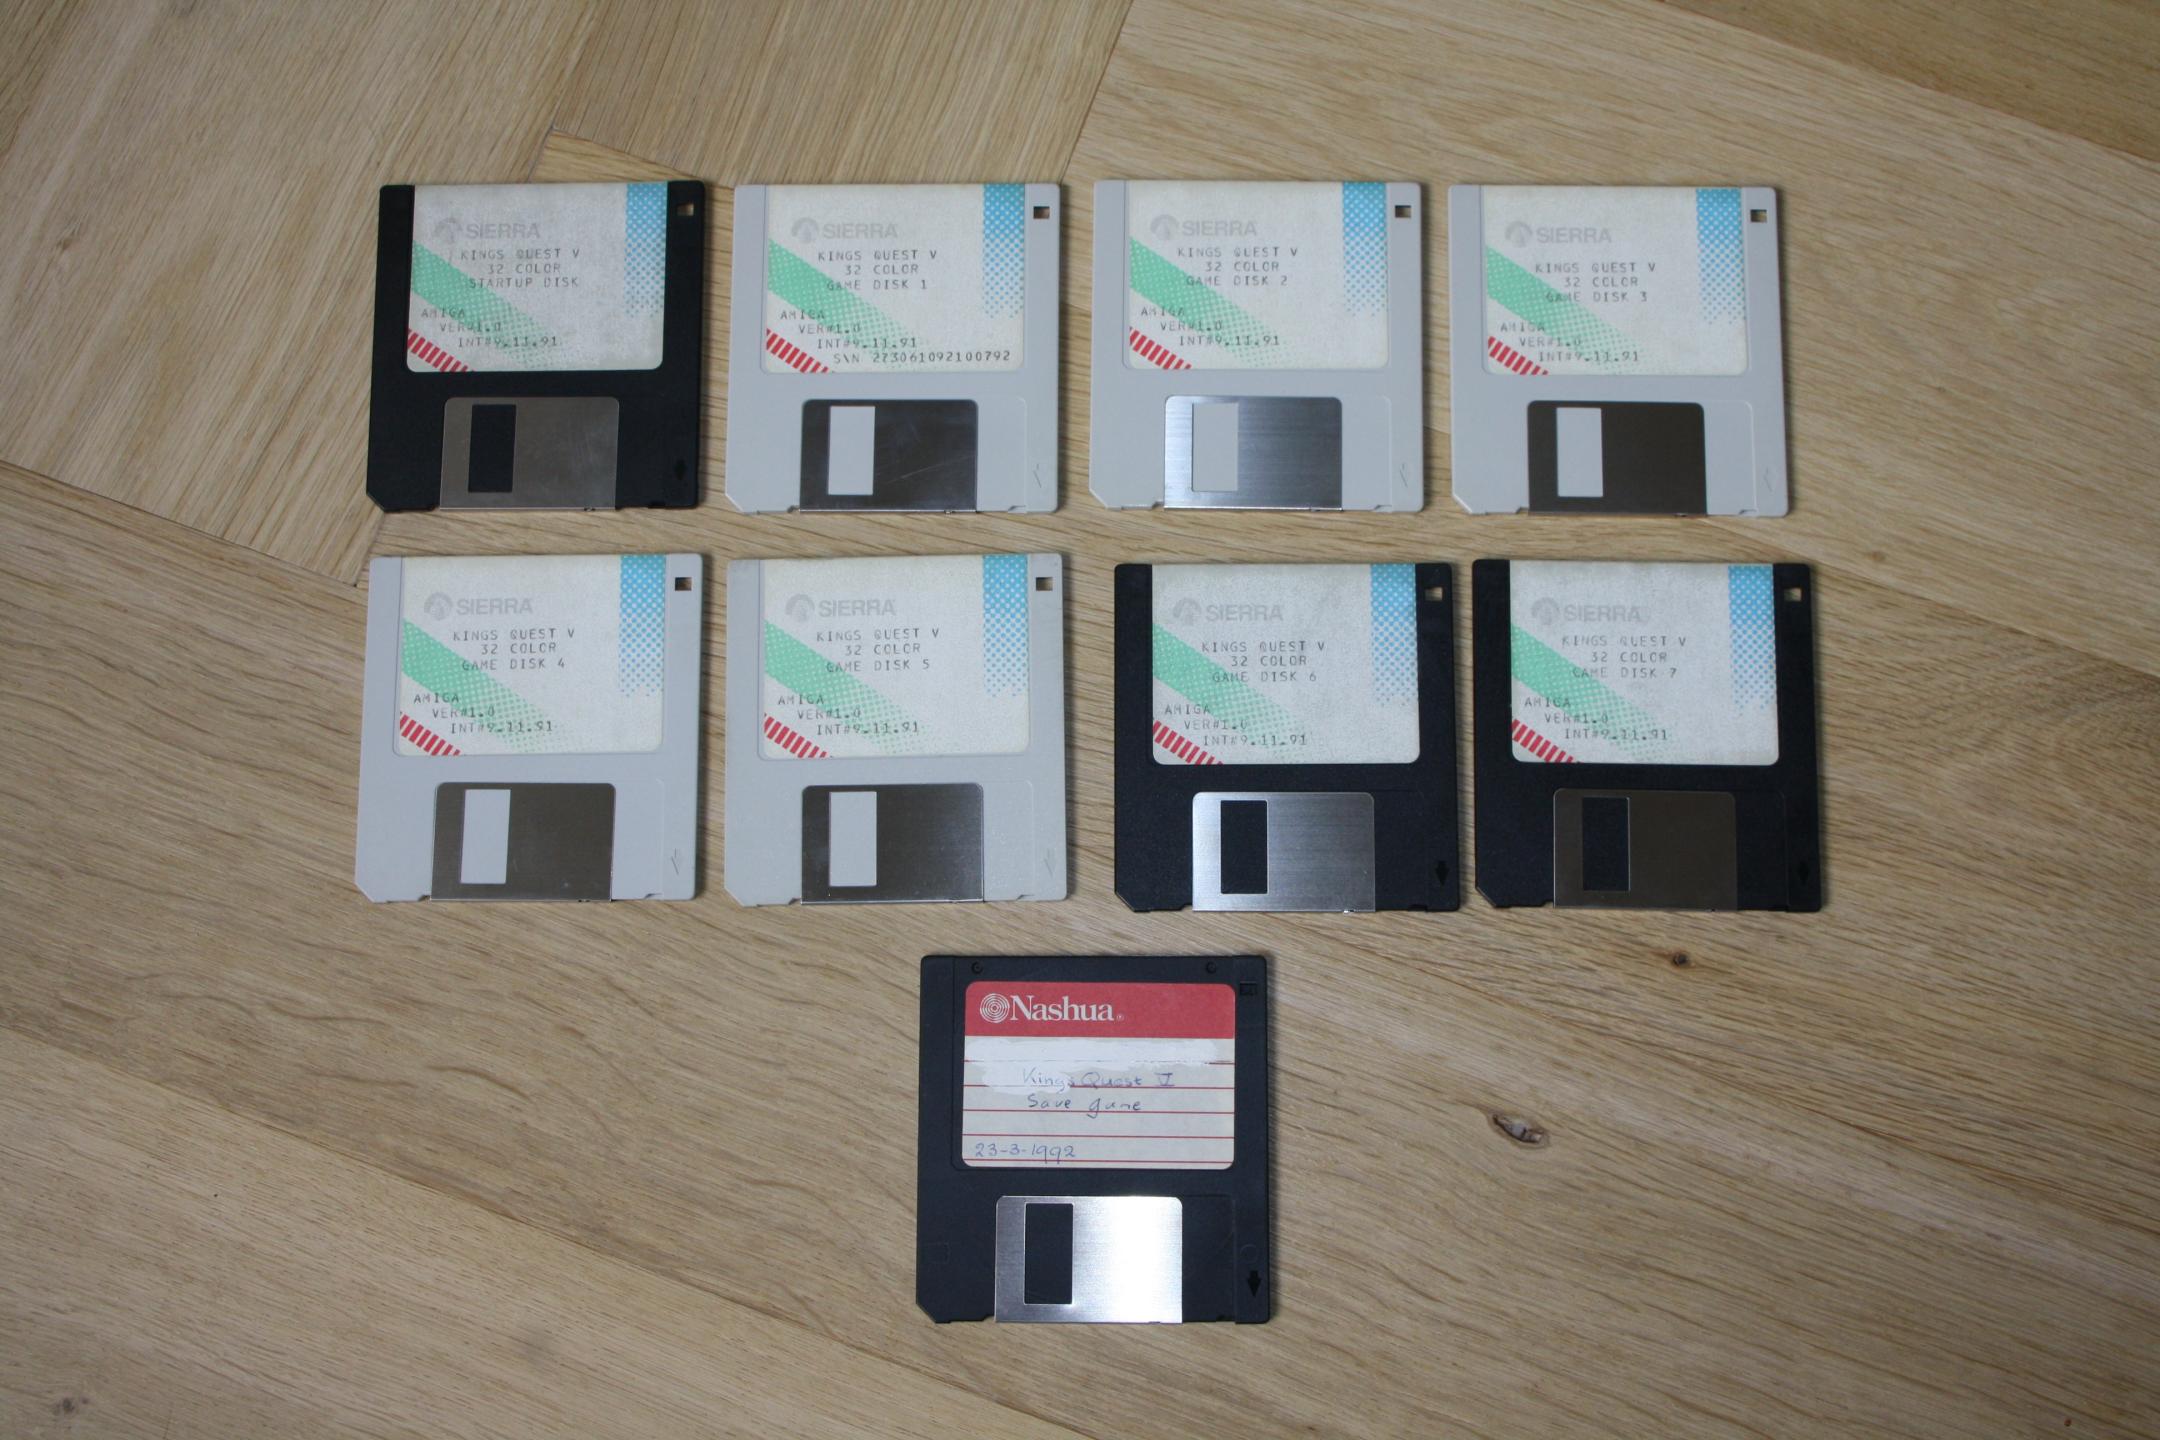 SIERRA
KINGS QUEST V
32 COLOR
STARTUP DISK
AMIGA
VER#1.0
INT#9.11.91
SIERRA
KINGS QUEST V
32 COLOR
GAME DISK 1
AMIGA
VER#1.0
INT#9.11.91
S\N 273061092100792
SIERRA
KINGS QUEST V
32 COLOR
GAME DISK 2
AMIGA
VER#1.0
INT#9.11.91
SIERRA
KINGS QUEST V
32 COLOR
GAME DISK 3
AMIGA
VER#1.0
INT#9.11.91
SIERRA
KINGS QUEST V
32 COLOR
GAME DISK 4
AMIGA
VER#1.0
INT#9.11.91
SIERRA
KINGS QUEST V
32 COLOR
GAME DISK 5
AMIGA
VER#1.0
INT#9.11.91
SIERRA
KINGS QUEST V
32 COLOR
GAME DISK 6
AMIGA
VER#1.0
INT#9.11.91
SIERRA
KINGS QUEST V
32 COLOR
GAME DISK 7
AMIGA
VER#1.0
INT#9.11.91
Nashua®
Kings Quest V
Save game
23-3-1992